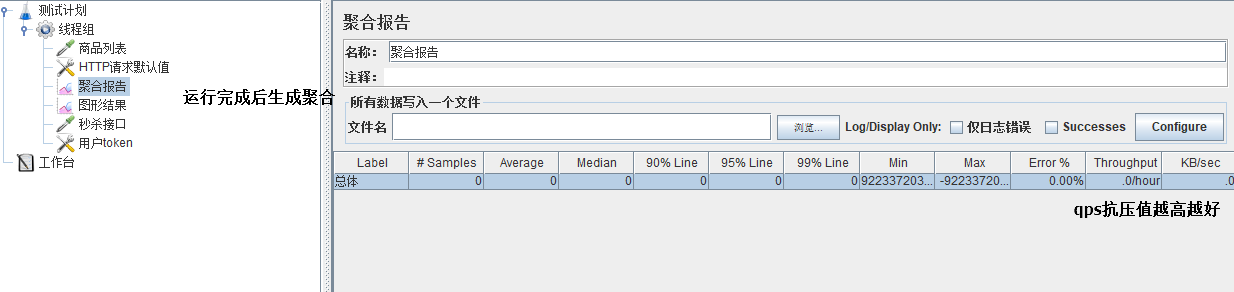 测试计划
线程组
商品列表
HTTP请求默认值
聚合报告
图形结果
秒杀接口
用户token
工作台
运行完成后生成聚合
聚合报告
名称： 聚合报告
注释：
所有数据写入一个文件
文件名 浏览... Log/Display Only: 仅日志错误 Successes Configure
Label # Samples Average Median 90% Line 95% Line 99% Line Min Max Error % Throughput KB/sec
总体 0 0 0 0 0 0 922337203... -92233720... 0.00% .0/hour .0
qps抗压值越高越好